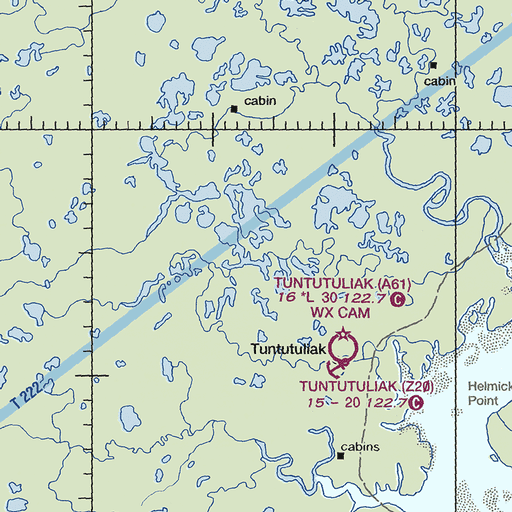 cabin
cabin
TUNTUTULIAK (A61)
16 *L 30 122.7 C
WX CAM
Tuntutuliak
TUNTUTULIAK (Z20)
15 – 20 122.7 C
Helmick
Point
T 222
cabins